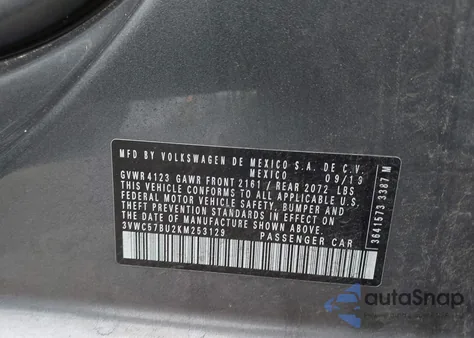 MFD BY VOLKSWAGEN DE MEXICO S.A. DE C.V.
MEXICO 09/19
GVWR 4123 GAWR FRONT 2161 / REAR 2072 LBS
THIS VEHICLE CONFORMS TO ALL APPLICABLE U.S.
FEDERAL MOTOR VEHICLE SAFETY, BUMPER AND
THEFT PREVENTION STANDARDS IN EFFECT
ON THE DATE OF MANUFACTURE SHOWN ABOVE.
3VWC57BU2KM253129 PASSENGER CAR
3641573 3387 M
autoSnap